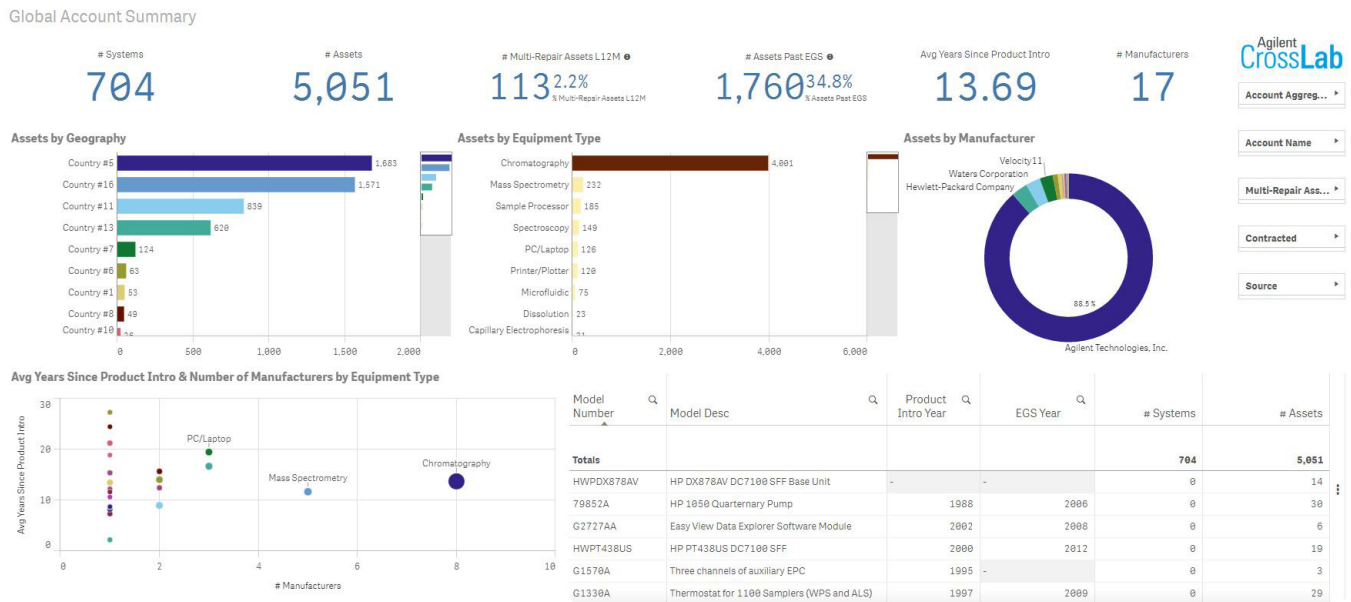 Global Account Summary
# Systems
704
# Assets
5,051
# Multi-Repair Assets L12M
113 2.2%
% Multi-Repair Assets L12M
# Assets Past EGS
1,760 34.8%
% Assets Past EGS
Avg Years Since Product Intro
13.69
# Manufacturers
17
Agilent
CrossLab
Account Aggreg...
Account Name
Multi-Repair Ass...
Contracted
Source
Assets by Geography
Country #5 1,683
Country #16 1,571
Country #11 839
Country #13 620
Country #7 124
Country #6 63
Country #1 53
Country #8 49
Country #10
0 500 1,000 1,500 2,000
Assets by Equipment Type
Chromatography 4,001
Mass Spectrometry 232
Sample Processor 185
Spectroscopy 149
PC/Laptop 126
Printer/Plotter 120
Microfluidic 75
Dissolution 23
Capillary Electrophoresis
0 2,000 4,000 6,000
Assets by Manufacturer
Velocity11
Waters Corporation
Hewlett-Packard Company
88.5%
Agilent Technologies, Inc.
Avg Years Since Product Intro & Number of Manufacturers by Equipment Type
Avg Years Since Product Intro
30
20
10
0
PC/Laptop
Mass Spectrometry
Chromatography
0 2 4 6 8 10
# Manufacturers
Model Number Model Desc Product Intro Year EGS Year # Systems # Assets
Totals 704 5,051
HWPDX878AV HP DX878AV DC7100 SFF Base Unit - - 0 14
79852A HP 1050 Quarternary Pump 1988 2006 0 30
G2727AA Easy View Data Explorer Software Module 2002 2008 0 6
HWPT438US HP PT438US DC7100 SFF 2000 2012 0 19
G1570A Three channels of auxiliary EPC 1995 - 0 3
G1330A Thermostat for 1100 Samplers (WPS and ALS) 1997 2009 0 29